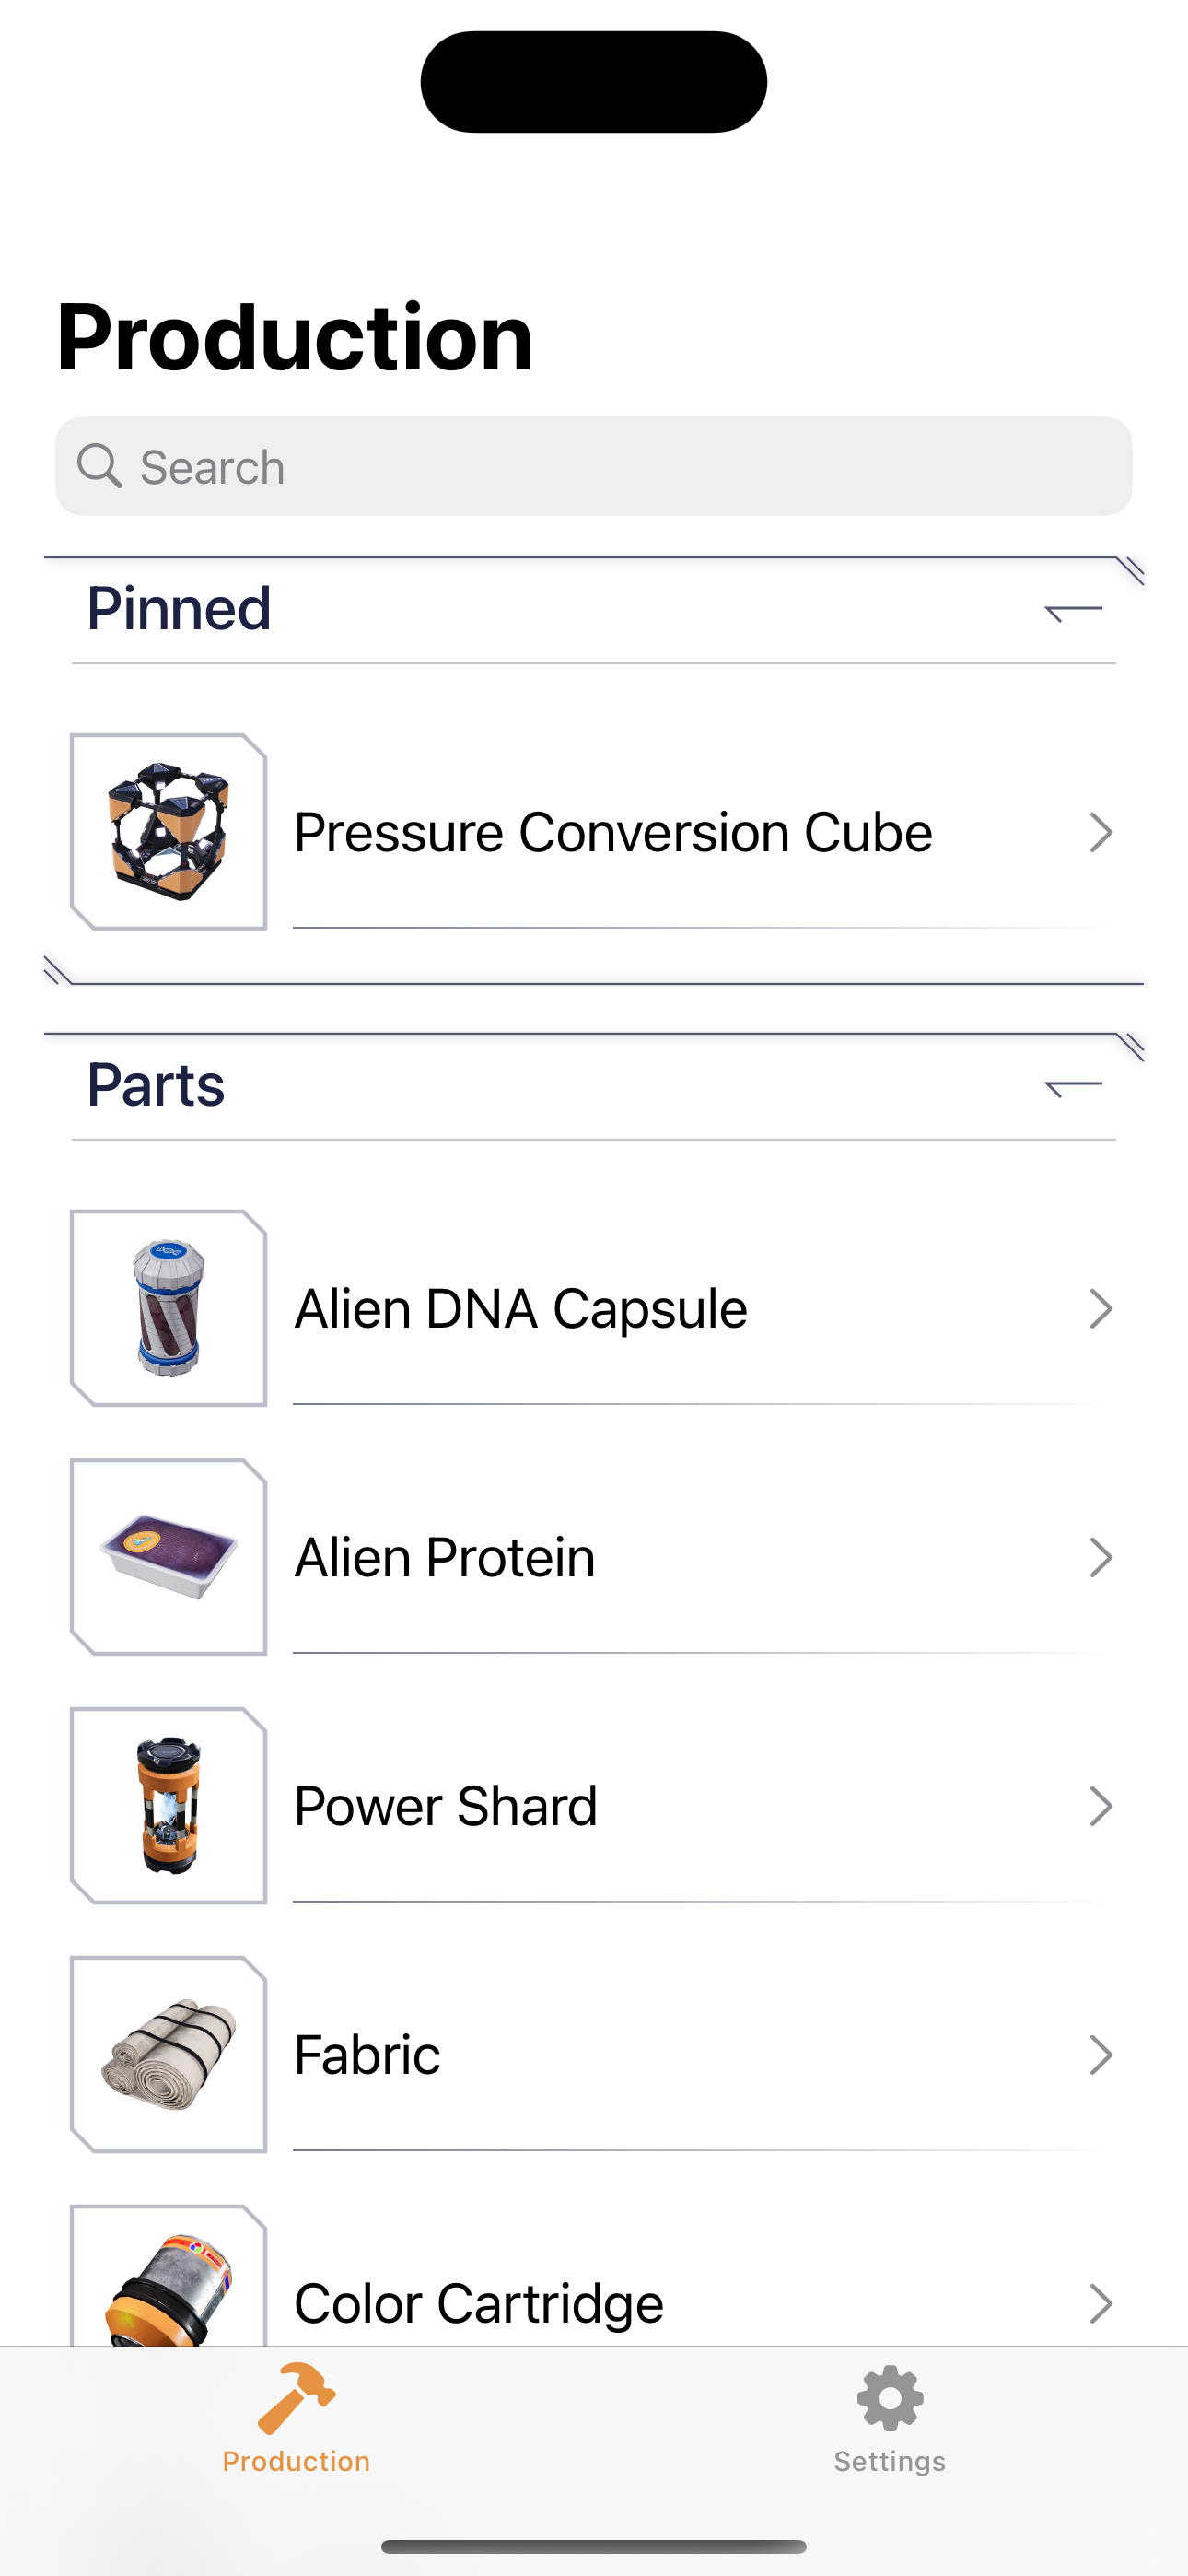 Production
Search
Pinned
Pressure Conversion Cube
Parts
Alien DNA Capsule
Alien Protein
Power Shard
Fabric
Color Cartridge
Production
Settings